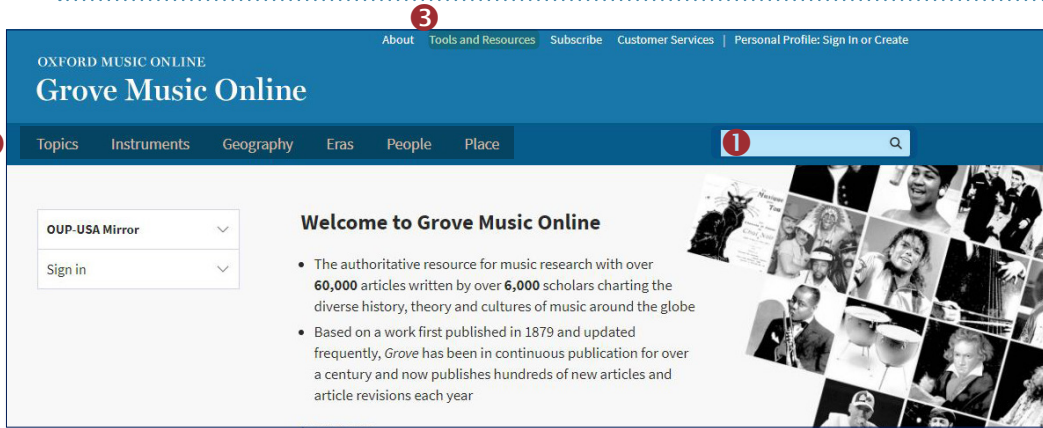 3
About Tools and Resources Subscribe Customer Services | Personal Profile: Sign In or Create
OXFORD MUSIC ONLINE
Grove Music Online
Topics Instruments Geography Eras People Place 1
OUP-USA Mirror
Sign in
Welcome to Grove Music Online
• The authoritative resource for music research with over
60,000 articles written by over 6,000 scholars charting the
diverse history, theory and cultures of music around the globe
• Based on a work first published in 1879 and updated
frequently, Grove has been in continuous publication for over
a century and now publishes hundreds of new articles and
article revisions each year